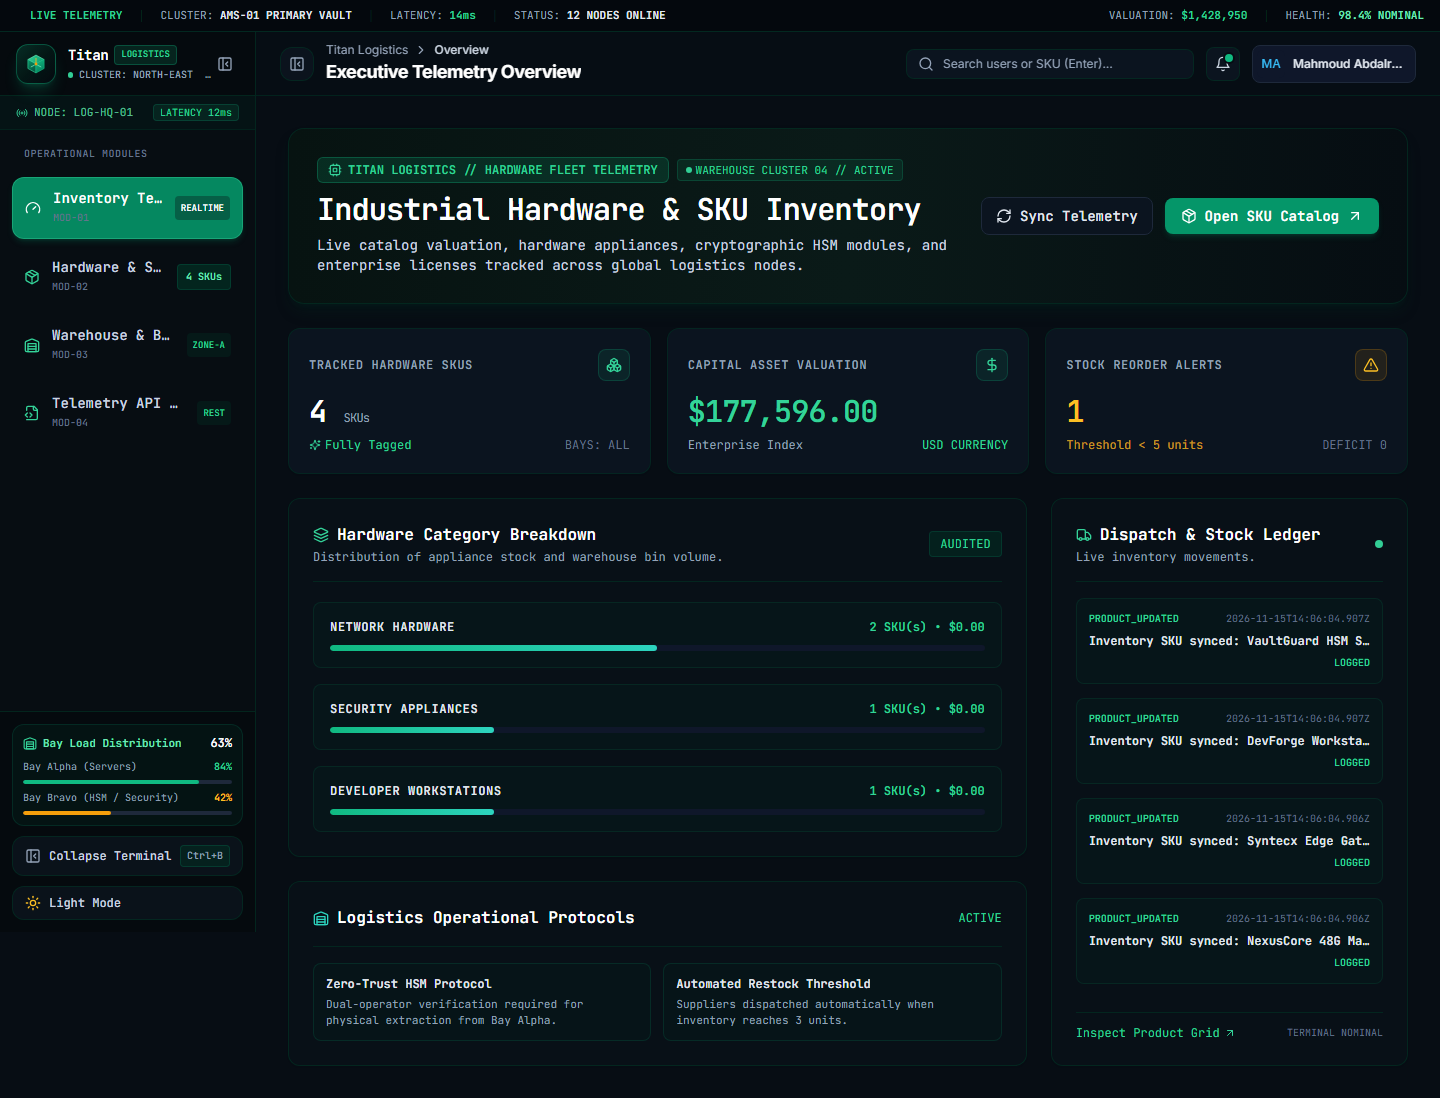 LIVE TELEMETRY
CLUSTER: AMS-01 PRIMARY VAULT
LATENCY: 14ms
STATUS: 12 NODES ONLINE
VALUATION: $1,428,950
HEALTH: 98.4% NOMINAL
Titan LOGISTICS
CLUSTER: NORTH-EAST …
NODE: LOG-HQ-01
LATENCY 12ms
OPERATIONAL MODULES
Inventory Te…
MOD-01
REALTIME
Hardware & S…
MOD-02
4 SKUs
Warehouse & B…
MOD-03
ZONE-A
Telemetry API …
MOD-04
REST
Bay Load Distribution 63%
Bay Alpha (Servers) 84%
Bay Bravo (HSM / Security) 42%
Collapse Terminal Ctrl+B
Light Mode
Titan Logistics > Overview
Executive Telemetry Overview
Search users or SKU (Enter)...
MA Mahmoud Abdalr...
TITAN LOGISTICS // HARDWARE FLEET TELEMETRY
WAREHOUSE CLUSTER 04 // ACTIVE
Industrial Hardware & SKU Inventory
Live catalog valuation, hardware appliances, cryptographic HSM modules, and
enterprise licenses tracked across global logistics nodes.
Sync Telemetry
Open SKU Catalog
TRACKED HARDWARE SKUS
4 SKUs
Fully Tagged
BAYS: ALL
CAPITAL ASSET VALUATION
$177,596.00
Enterprise Index
USD CURRENCY
STOCK REORDER ALERTS
1
Threshold < 5 units
DEFICIT 0
Hardware Category Breakdown
Distribution of appliance stock and warehouse bin volume.
AUDITED
NETWORK HARDWARE
2 SKU(s) • $0.00
SECURITY APPLIANCES
1 SKU(s) • $0.00
DEVELOPER WORKSTATIONS
1 SKU(s) • $0.00
Logistics Operational Protocols
ACTIVE
Zero-Trust HSM Protocol
Dual-operator verification required for
physical extraction from Bay Alpha.
Automated Restock Threshold
Suppliers dispatched automatically when
inventory reaches 3 units.
Dispatch & Stock Ledger
Live inventory movements.
PRODUCT_UPDATED 2026-11-15T14:06:04.907Z
Inventory SKU synced: VaultGuard HSM S…
LOGGED
PRODUCT_UPDATED 2026-11-15T14:06:04.907Z
Inventory SKU synced: DevForge Worksta…
LOGGED
PRODUCT_UPDATED 2026-11-15T14:06:04.906Z
Inventory SKU synced: Syntecx Edge Gat…
LOGGED
PRODUCT_UPDATED 2026-11-15T14:06:04.906Z
Inventory SKU synced: NexusCore 48G Ma…
LOGGED
Inspect Product Grid
TERMINAL NOMINAL